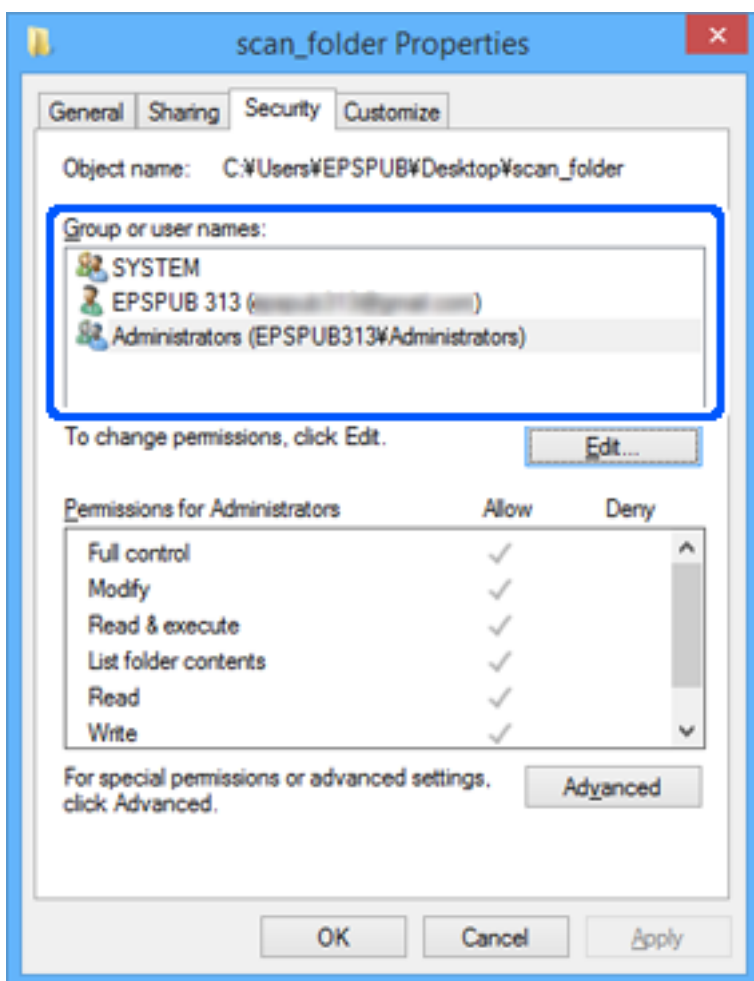 scan_folder Properties
General Sharing Security Customize
Object name: C:¥Users¥EPSPUB¥Desktop¥scan_folder
Group or user names:
SYSTEM
EPSPUB 313 ( )
Administrators (EPSPUB313¥Administrators)
To change permissions, click Edit.
Edit...
Permissions for Administrators Allow Deny
Full control
Modify
Read & execute
List folder contents
Read
Write
For special permissions or advanced settings,
click Advanced.
Advanced
OK Cancel Apply